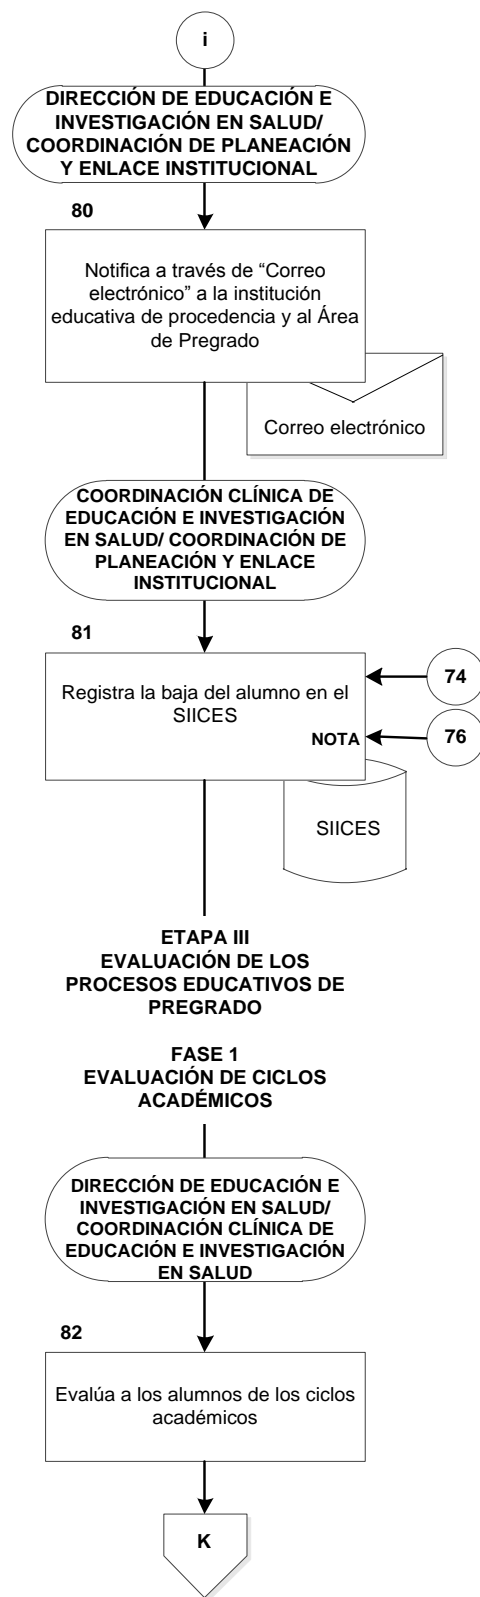 i
DIRECCIÓN DE EDUCACIÓN E
INVESTIGACIÓN EN SALUD/
COORDINACIÓN DE PLANEACIÓN
Y ENLACE INSTITUCIONAL
80
Notifica a través de “Correo
electrónico” a la institución
educativa de procedencia y al Área
de Pregrado
Correo electrónico
COORDINACIÓN CLÍNICA DE
EDUCACIÓN E INVESTIGACIÓN
EN SALUD/ COORDINACIÓN DE
PLANEACIÓN Y ENLACE
INSTITUCIONAL
81
Registra la baja del alumno en el
SIICES
74
NOTA
76
SIICES
ETAPA III
EVALUACIÓN DE LOS
PROCESOS EDUCATIVOS DE
PREGRADO
FASE 1
EVALUACIÓN DE CICLOS
ACADÉMICOS
DIRECCIÓN DE EDUCACIÓN E
INVESTIGACIÓN EN SALUD/
COORDINACIÓN CLÍNICA DE
EDUCACIÓN E INVESTIGACIÓN
EN SALUD
82
Evalúa a los alumnos de los ciclos
académicos
K